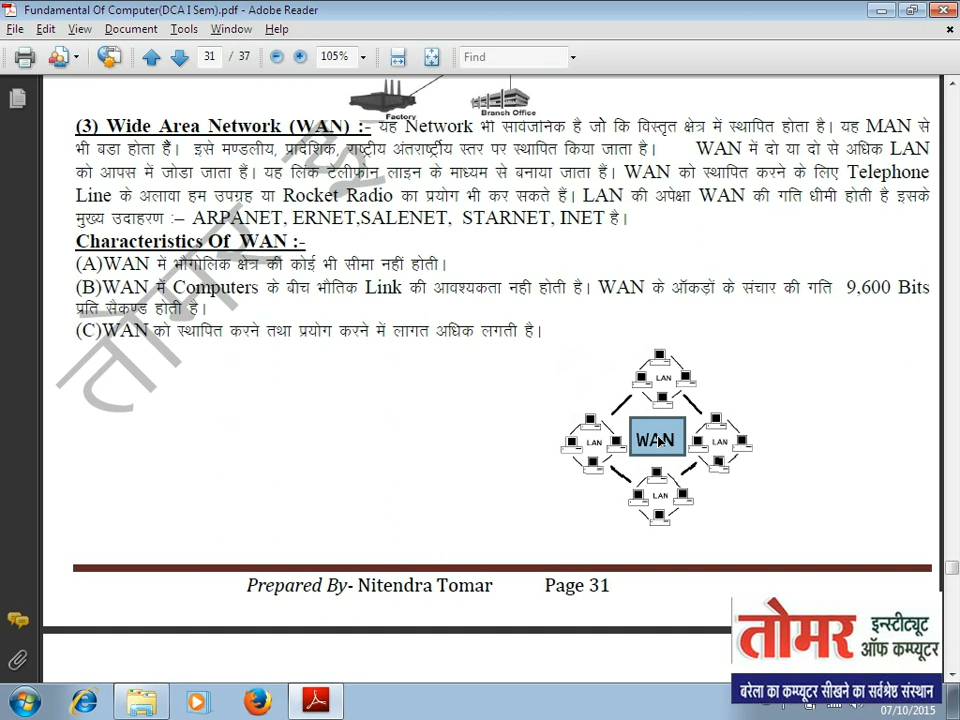 Fundamental Of Computer(DCA I Sem).pdf - Adobe Reader
File Edit View Document Tools Window Help
31 / 37 105% Find
Factory Branch Office
(3) Wide Area Network (WAN) :- यह Network भी सार्वजनिक है जो कि विस्तृत क्षेत्र में स्थापित होता है। यह MAN से
भी बडा होता है। इसे मण्डलीय, प्रादेशिक, राष्ट्रीय अंतरार्ष्ट्रीय स्तर पर स्थापित किया जाता है। WAN में दो या दो से अधिक LAN
को आपस में जोडा जाता हैं। यह लिंक टेलीफोन लाइन के माध्यम से बनाया जाता हैं। WAN को स्थापित करने के लिए Telephone
Line के अलावा हम उपग्रह या Rocket Radio का प्रयोग भी कर सकते हैं। LAN की अपेक्षा WAN की गति धीमी होती है इसके
मुख्य उदाहरण :– ARPANET, ERNET,SALENET, STARNET, INET है।
Characteristics Of WAN :-
(A)WAN में भौगोलिक क्षेत्र की कोई भी सीमा नहीं होती।
(B)WAN में Computers के बीच भौतिक Link की आवश्यकता नही होती है। WAN के ऑकड़ों के संचार की गति 9,600 Bits
प्रति सैकण्ड होती है।
(C)WAN को स्थापित करने तथा प्रयोग करने में लागत अधिक लगती है।
LAN
LAN WAN LAN
LAN
Prepared By- Nitendra Tomar Page 31
तोमर इन्स्टीट्यूट
ऑफ कम्प्यूटर
बरेला का कम्प्यूटर सीखने का सर्वश्रेष्ठ संस्थान
07/10/2015